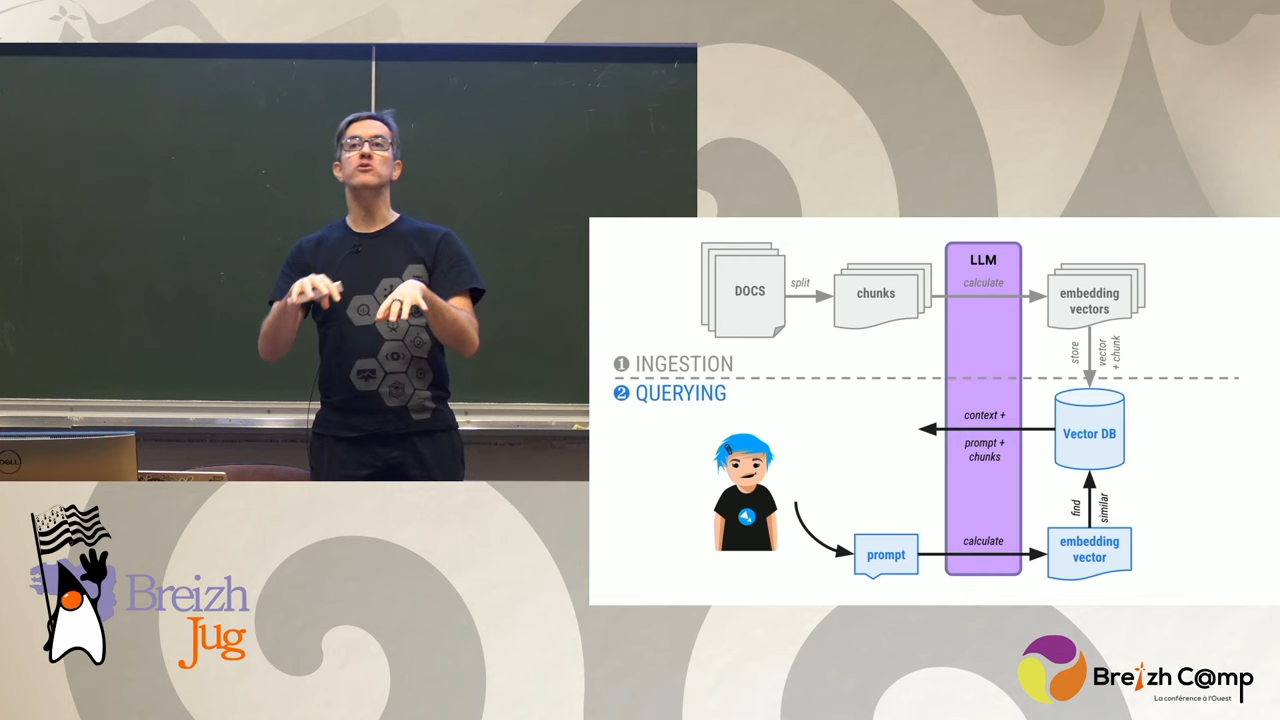 DOCS
split
chunks
LLM
calculate
embedding
vectors
store
vector
+ chunk
❶ INGESTION
❷ QUERYING
context +
prompt +
chunks
Vector DB
find
similar
prompt
calculate
embedding
vector
DELL
Breizh
Jug
Breizh C@mp
La conférence à l'Ouest